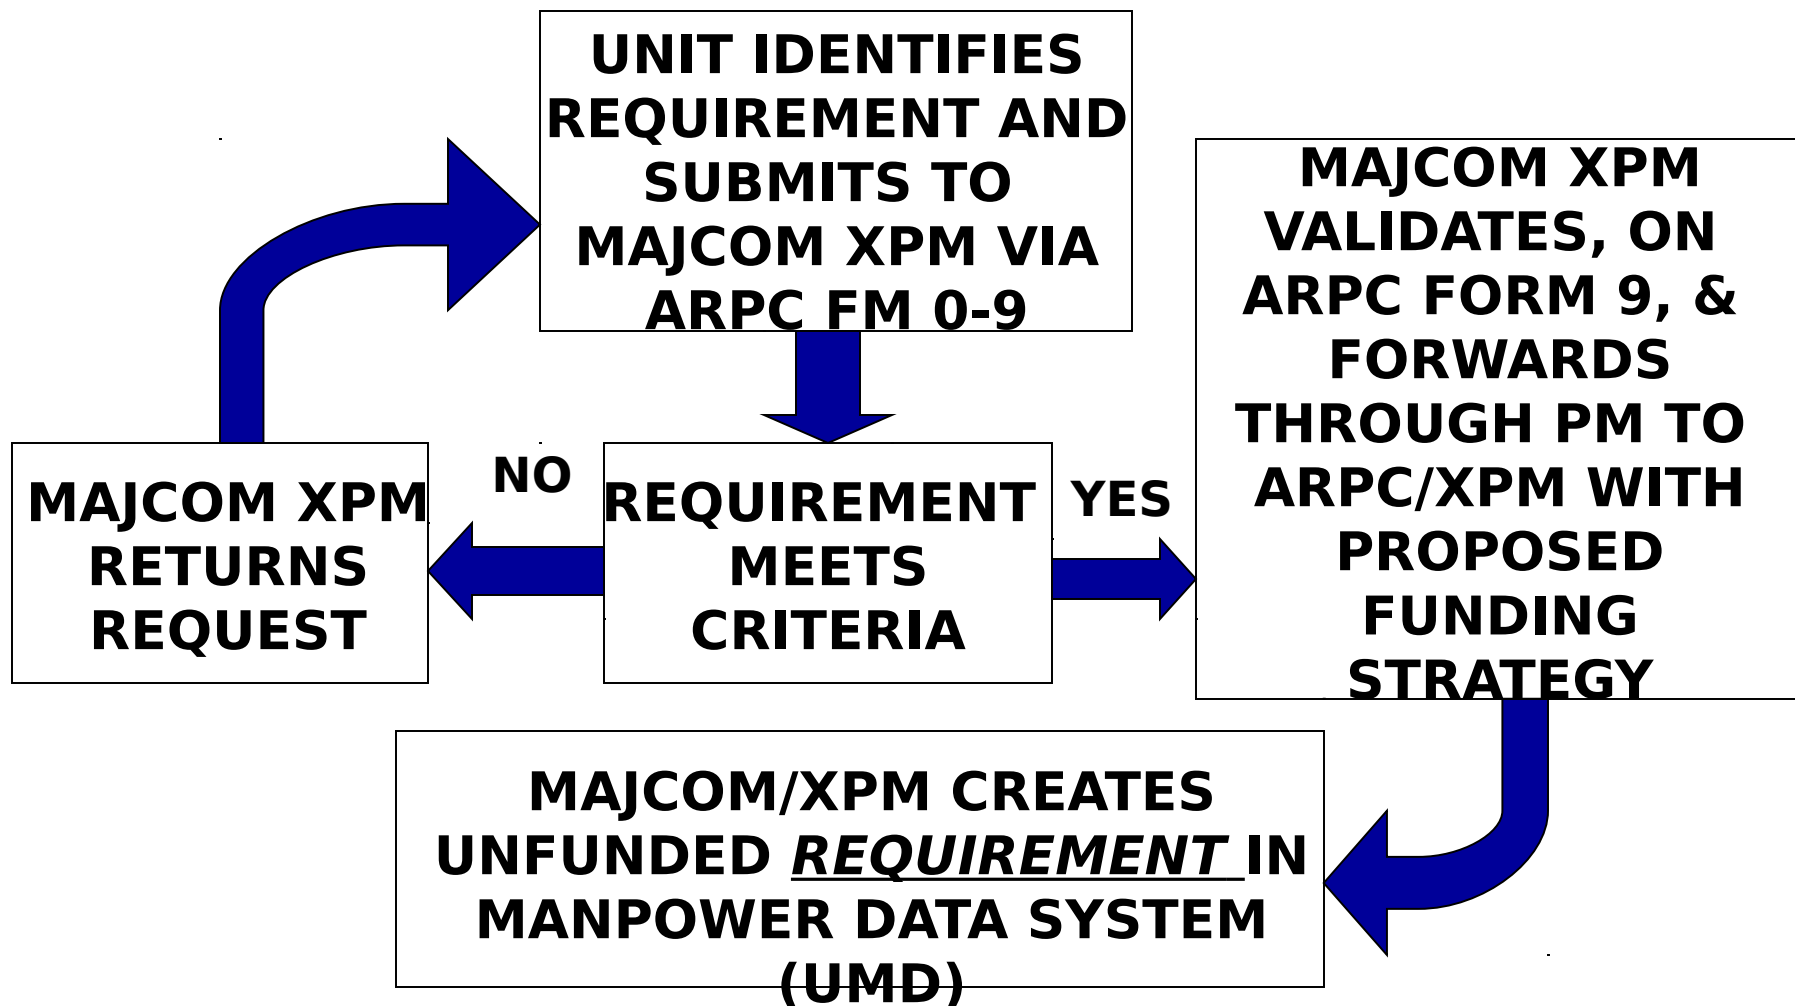 UNIT IDENTIFIES
REQUIREMENT AND
SUBMITS TO
MAJCOM XPM VIA
ARPC FM 0-9
MAJCOM XPM
VALIDATES, ON
ARPC FORM 9, &
FORWARDS
THROUGH PM TO
ARPC/XPM WITH
PROPOSED
FUNDING
STRATEGY
NO
YES
MAJCOM XPM
RETURNS
REQUEST
REQUIREMENT
MEETS
CRITERIA
MAJCOM/XPM CREATES
UNFUNDED REQUIREMENT IN
MANPOWER DATA SYSTEM
(UMD)